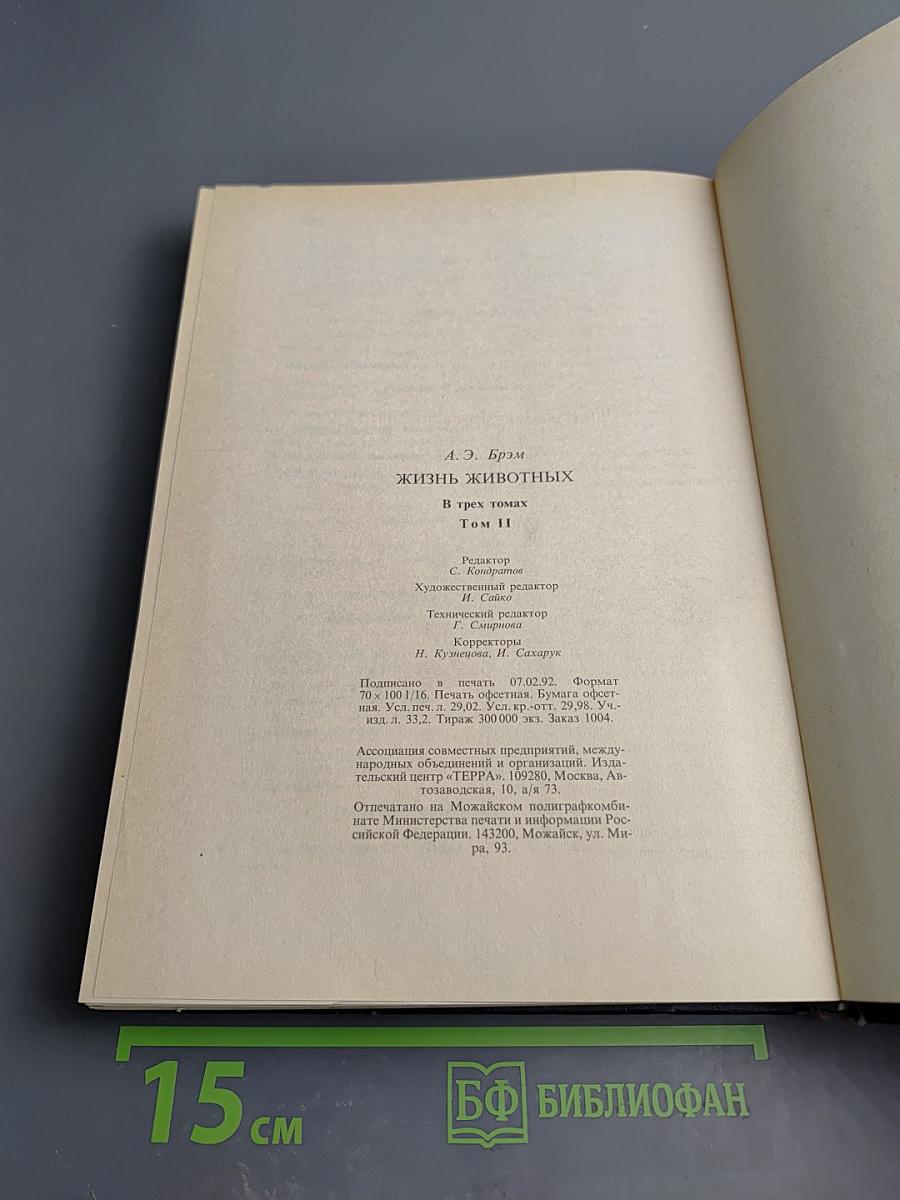 А. Э. Брэм
ЖИЗНЬ ЖИВОТНЫХ
В трех томах
Том II
Редактор
С. Кондратов
Художественный редактор
И. Сайко
Технический редактор
Г. Смирнова
Корректоры
Н. Кузнецова, И. Сахарук
Подписано в печать 07.02.92. Формат
70 × 100 1/16. Печать офсетная. Бумага офсет-
ная. Усл. печ. л. 29,02. Усл. кр.-отт. 29,98. Уч.-
изд. л. 33,2. Тираж 300 000 экз. Заказ 1004.
Ассоциация совместных предприятий, между-
народных объединений и организаций. Изда-
тельский центр «ТЕРРА». 109280, Москва, Ав-
тозаводская, 10, а/я 73.
Отпечатано на Можайском полиграфкомби-
нате Министерства печати и информации Рос-
сийской Федерации. 143200, Можайск, ул. Ми-
ра, 93.
15 см
БФ БИБЛИОФАН